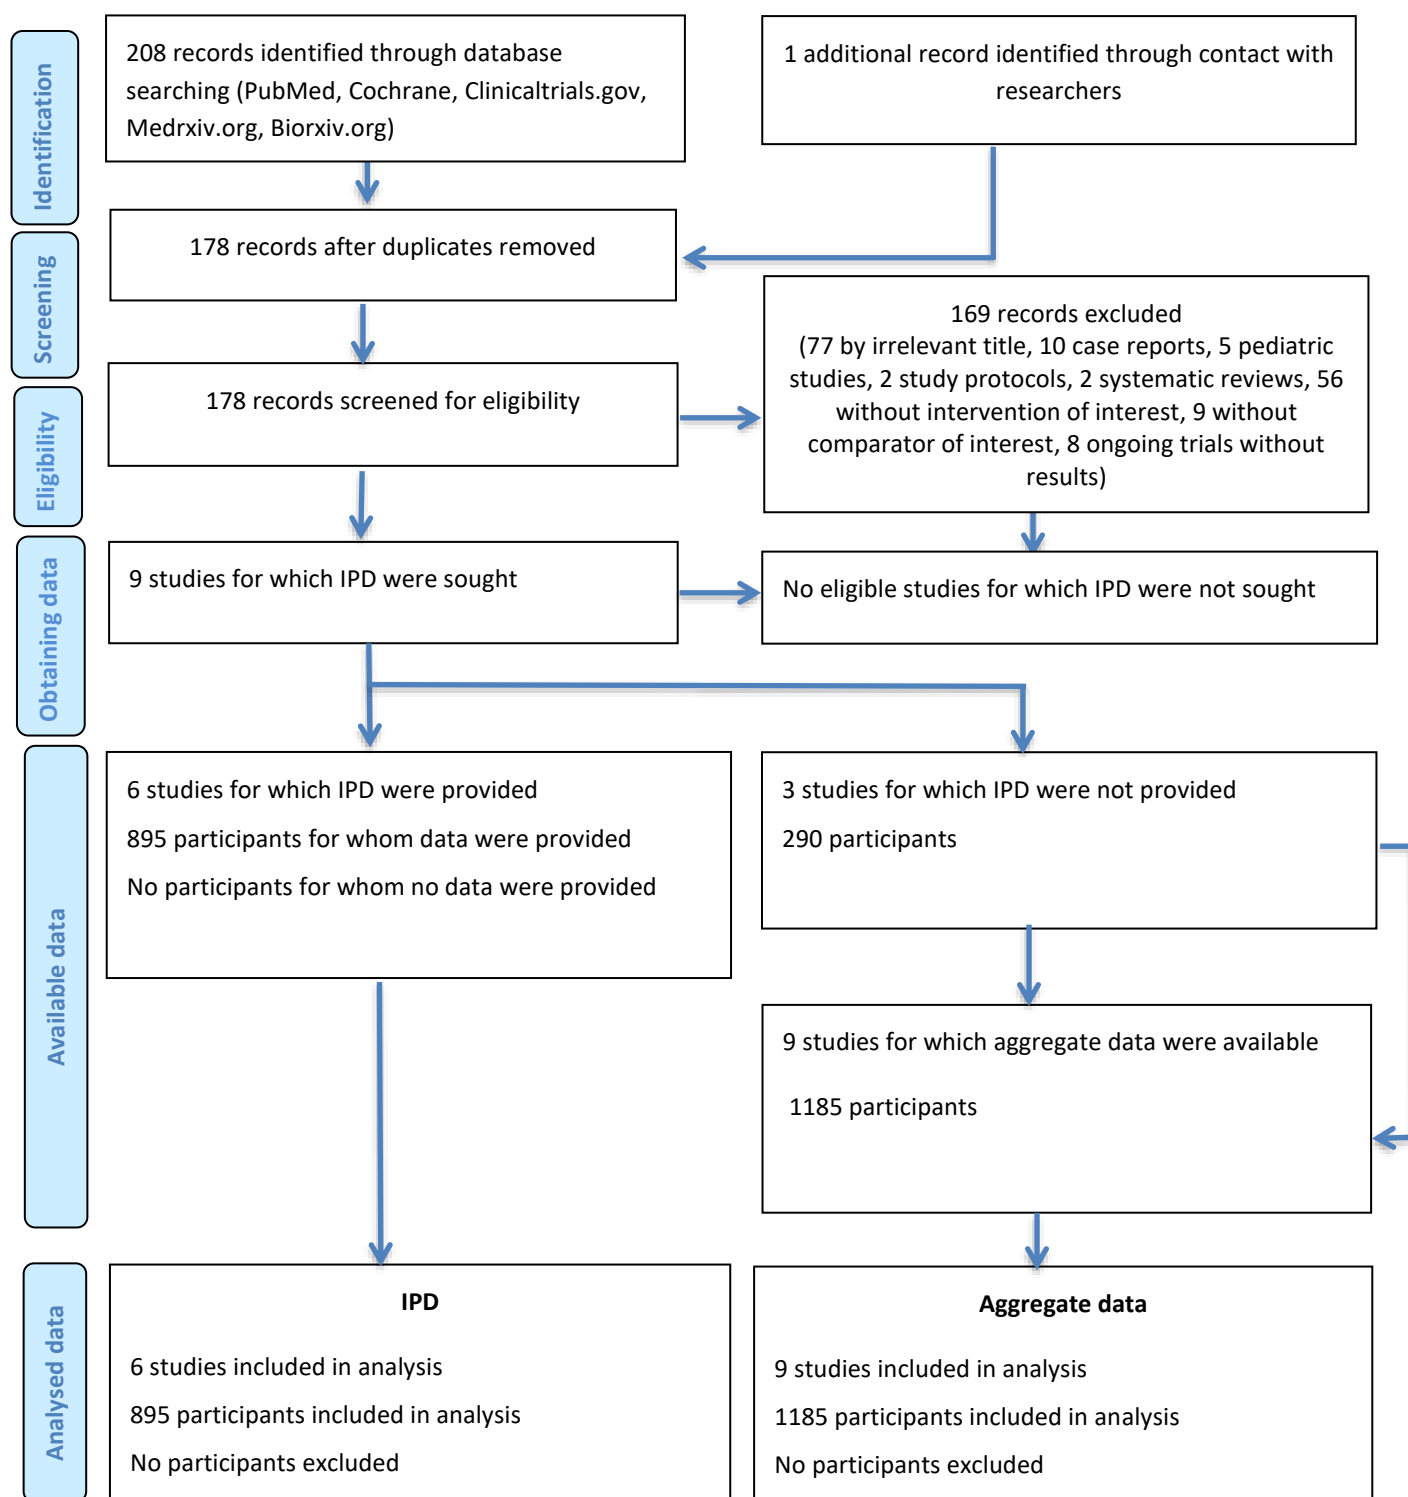 Identification
208 records identified through database
searching (PubMed, Cochrane, Clinicaltrials.gov,
Medrxiv.org, Biorxiv.org)
1 additional record identified through contact with
researchers
178 records after duplicates removed
Screening
169 records excluded
(77 by irrelevant title, 10 case reports, 5 pediatric
studies, 2 study protocols, 2 systematic reviews, 56
without intervention of interest, 9 without
comparator of interest, 8 ongoing trials without
results)
Eligibility
178 records screened for eligibility
Obtaining data
9 studies for which IPD were sought
No eligible studies for which IPD were not sought
Available data
6 studies for which IPD were provided
895 participants for whom data were provided
No participants for whom no data were provided
3 studies for which IPD were not provided
290 participants
9 studies for which aggregate data were available
1185 participants
Analysed data
IPD
6 studies included in analysis
895 participants included in analysis
No participants excluded
Aggregate data
9 studies included in analysis
1185 participants included in analysis
No participants excluded